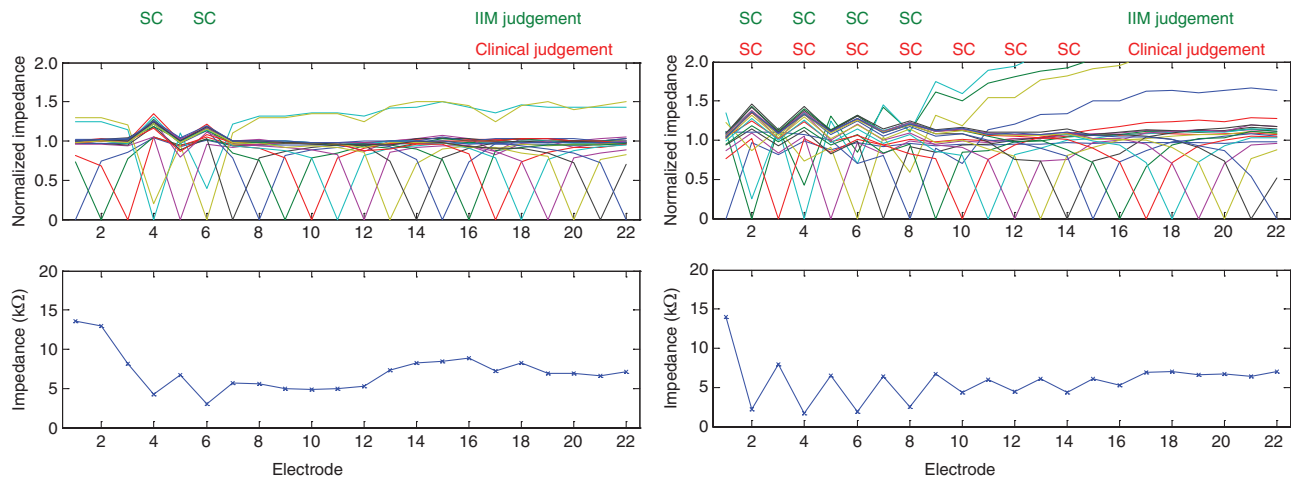 SC SC IIM judgement
Clinical judgement
Normalized impedance
2.0
1.5
1.0
0.5
0
2 4 6 8 10 12 14 16 18 20 22
Impedance (kΩ)
20
15
10
5
0
2 4 6 8 10 12 14 16 18 20 22
Electrode
SC SC SC SC IIM judgement
SC SC SC SC SC SC SC Clinical judgement
Normalized impedance
2.0
1.5
1.0
0.5
0
2 4 6 8 10 12 14 16 18 20 22
Impedance (kΩ)
20
15
10
5
0
2 4 6 8 10 12 14 16 18 20 22
Electrode